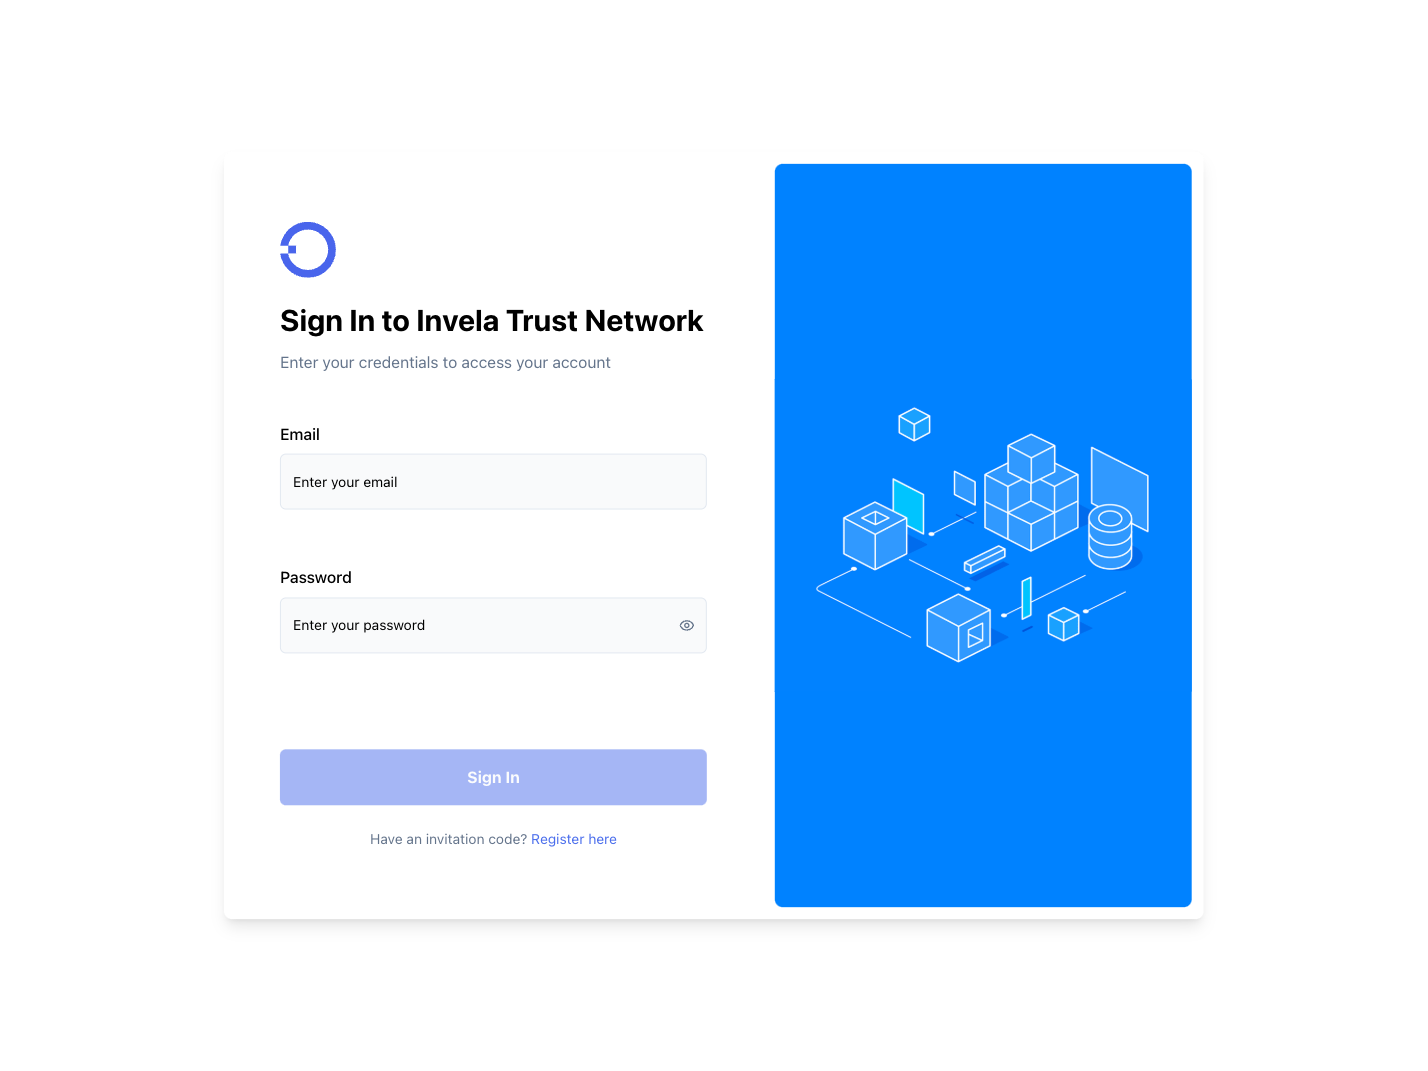 Sign In to Invela Trust Network
Enter your credentials to access your account
Email
Enter your email
Password
Enter your password
Sign In
Have an invitation code? Register here